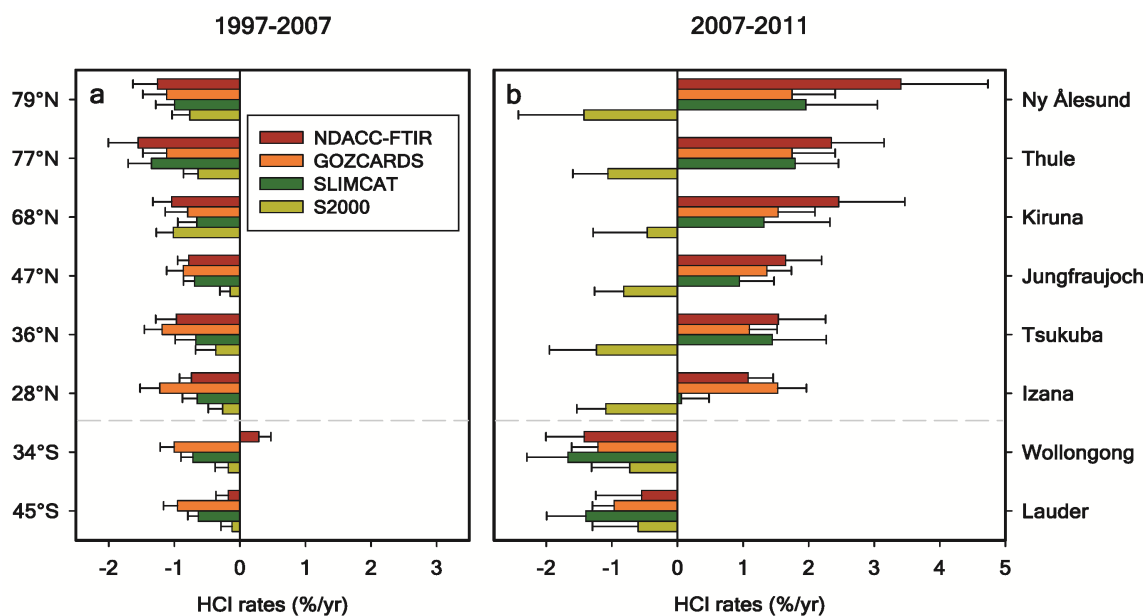 1997-2007
2007-2011
a
b
79°N
77°N
68°N
47°N
36°N
28°N
34°S
45°S
NDACC-FTIR
GOZCARDS
SLIMCAT
S2000
Ny Ålesund
Thule
Kiruna
Jungfraujoch
Tsukuba
Izana
Wollongong
Lauder
-2 -1 0 1 2 3
-2 -1 0 1 2 3 4 5
HCl rates (%/yr)
HCl rates (%/yr)